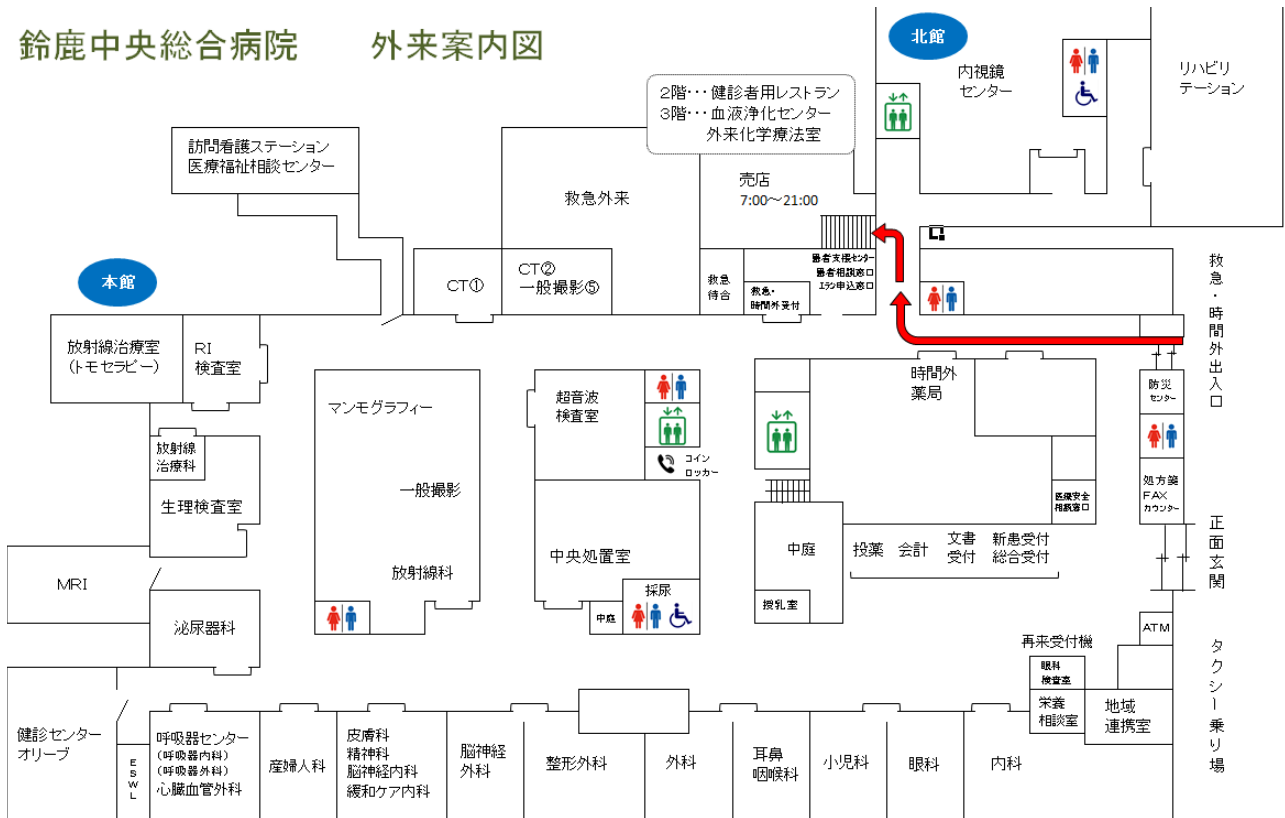 鈴鹿中央総合病院 外来案内図
北館
内視鏡
センター
リハビリ
テーション
2階・・・健診者用レストラン
3階・・・血液浄化センター
外来化学療法室
訪問看護ステーション
医療福祉相談センター
救急外来
売店
7:00～21:00
本館
CT①
CT②
一般撮影⑤
救急
待合
救急・
時間外受付
患者支援センター
患者相談窓口
エラン申込窓口
救急・時間外出入口
放射線治療室
(トモセラピー)
RI
検査室
マンモグラフィー
超音波
検査室
時間外
薬局
防災
センター
放射線
治療科
コイン
ロッカー
生理検査室
一般撮影
処方箋
FAX
カウンター
医療安全
相談窓口
正面玄関
中央処置室
中庭
投薬
会計
文書
受付
新患受付
総合受付
MRI
放射線科
採尿
授乳室
中庭
泌尿器科
ATM
再来受付機
眼科
検査室
タクシー乗り場
栄養
相談室
地域
連携室
健診センター
オリーブ
ESWL
呼吸器センター
(呼吸器内科)
(呼吸器外科)
心臓血管外科
産婦人科
皮膚科
精神科
脳神経内科
緩和ケア内科
脳神経
外科
整形外科
外科
耳鼻
咽喉科
小児科
眼科
内科